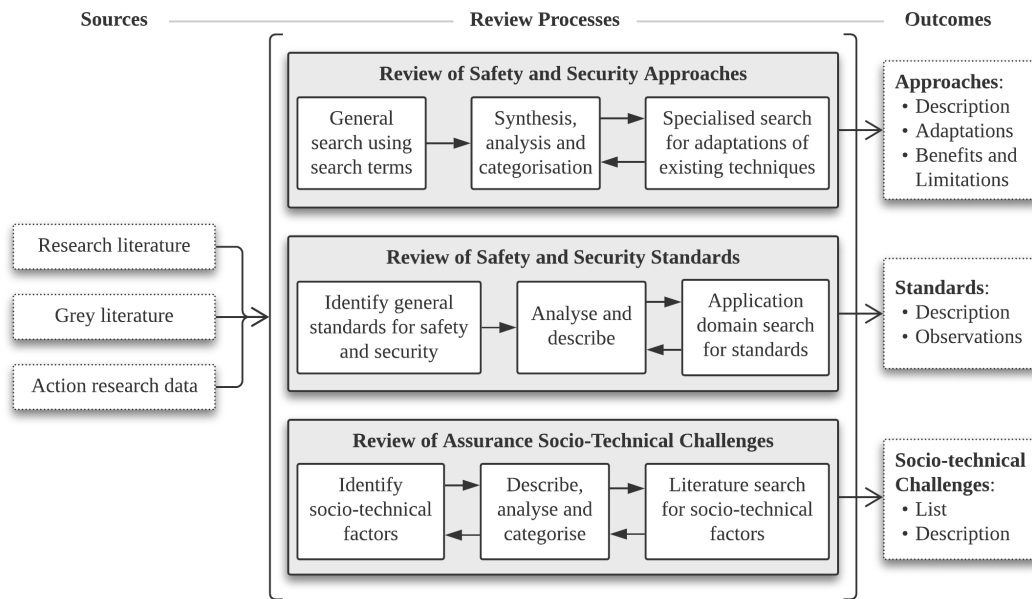 Sources
Review Processes
Outcomes
Review of Safety and Security Approaches
General
search using
search terms
Synthesis,
analysis and
categorisation
Specialised search
for adaptations of
existing techniques
Approaches:
• Description
• Adaptations
• Benefits and
Limitations
Research literature
Grey literature
Action research data
Review of Safety and Security Standards
Identify general
standards for safety
and security
Analyse and
describe
Application
domain search
for standards
Standards:
• Description
• Observations
Review of Assurance Socio-Technical Challenges
Identify
socio-technical
factors
Describe,
analyse and
categorise
Literature search
for socio-technical
factors
Socio-technical
Challenges:
• List
• Description